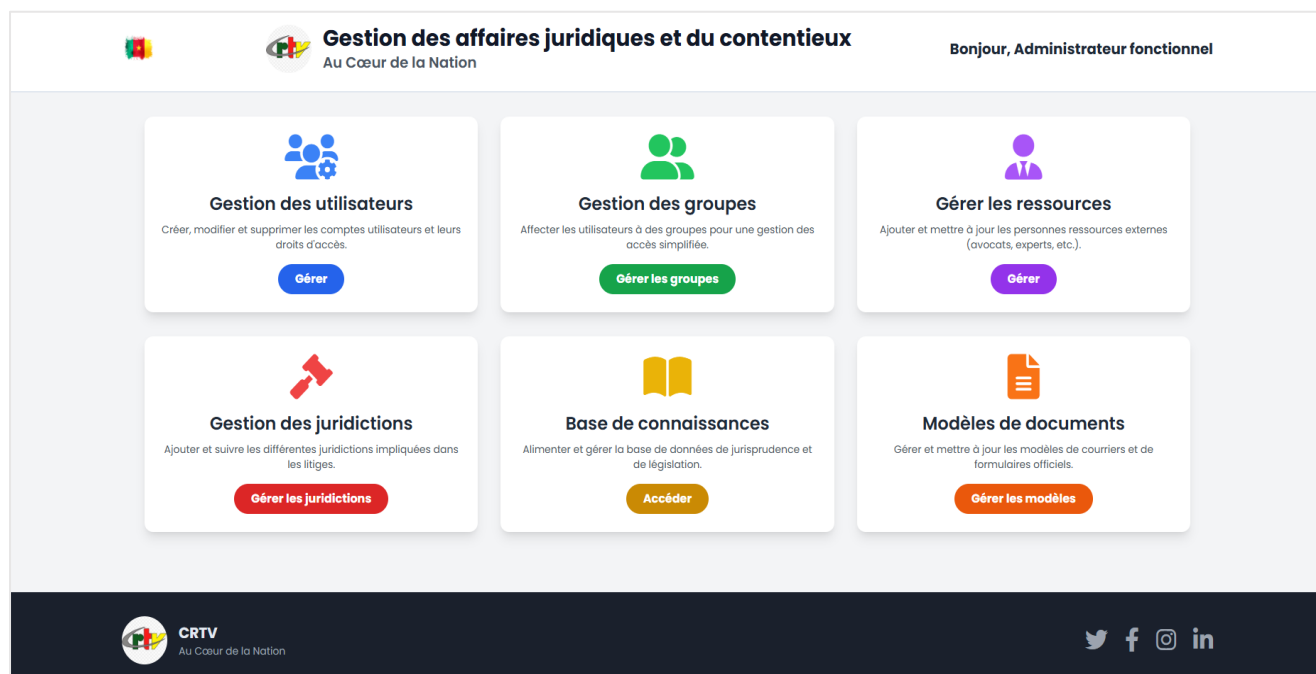 crtv
Gestion des affaires juridiques et du contentieux
Au Cœur de la Nation
Bonjour, Administrateur fonctionnel
Gestion des utilisateurs
Créer, modifier et supprimer les comptes utilisateurs et leurs
droits d'accès.
Gérer
Gestion des groupes
Affecter les utilisateurs à des groupes pour une gestion des
accès simplifiée.
Gérer les groupes
Gérer les ressources
Ajouter et mettre à jour les personnes ressources externes
(avocats, experts, etc.).
Gérer
Gestion des juridictions
Ajouter et suivre les différentes juridictions impliquées dans
les litiges.
Gérer les juridictions
Base de connaissances
Alimenter et gérer la base de données de jurisprudence et
de législation.
Accéder
Modèles de documents
Gérer et mettre à jour les modèles de courriers et de
formulaires officiels.
Gérer les modèles
crtv
CRTV
Au Cœur de la Nation